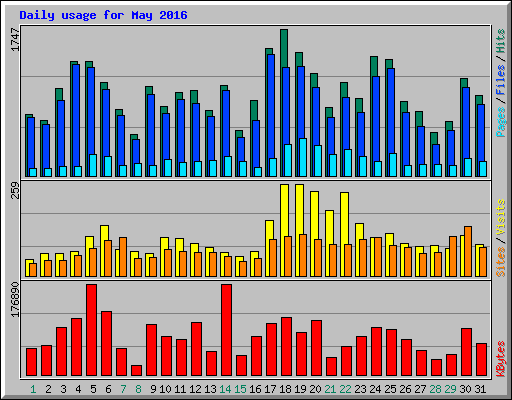 Daily usage for May 2016
1747
Pages / Files / Hits
259
Sites / Visits
176890
KBytes
1 2 3 4 5 6 7 8 9 10 11 12 13 14 15 16 17 18 19 20 21 22 23 24 25 26 27 28 29 30 31